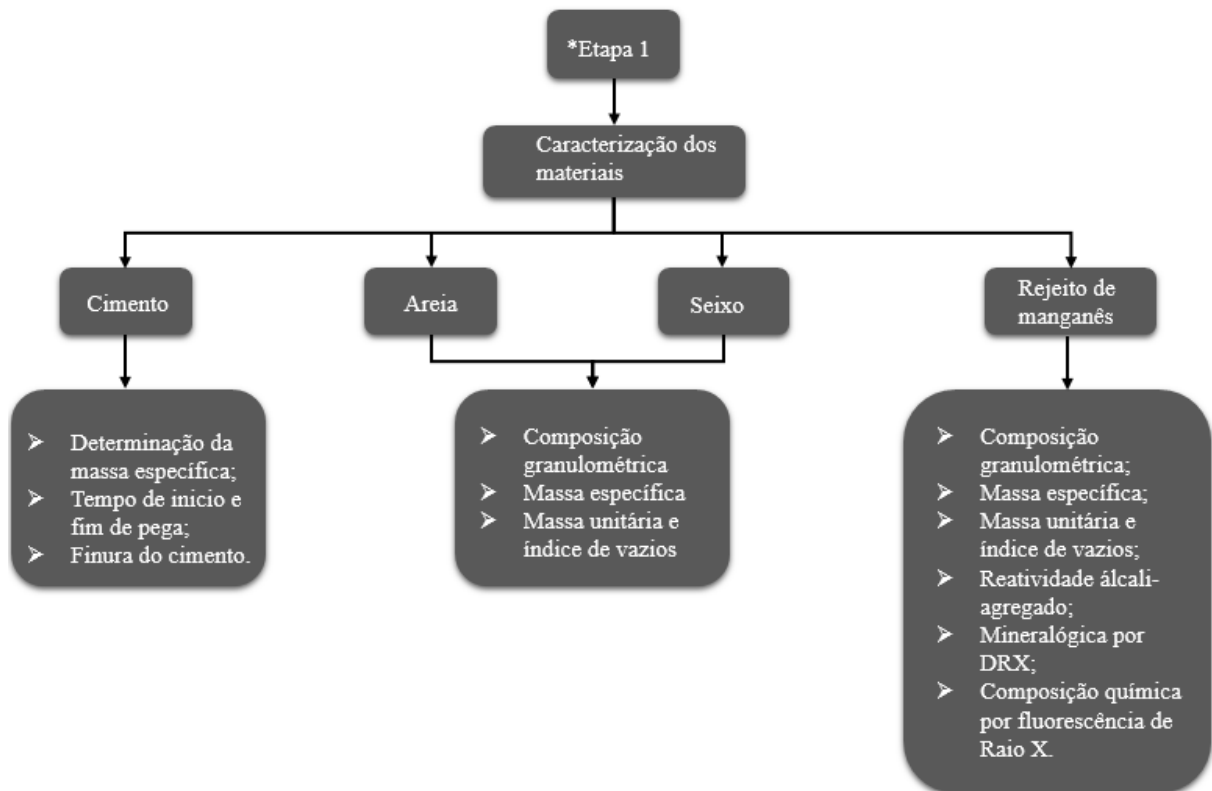 *Etapa 1
Caracterização dos
materiais
Cimento
Areia
Seixo
Rejeito de
manganês
➢ Determinação da
massa específica;
➢ Tempo de inicio e
fim de pega;
➢ Finura do cimento.
➢ Composição
granulométrica
➢ Massa específica
➢ Massa unitária e
índice de vazios
➢ Composição
granulométrica;
➢ Massa específica;
➢ Massa unitária e
índice de vazios;
➢ Reatividade álcali-
agregado;
➢ Mineralógica por
DRX;
➢ Composição química
por fluorescência de
Raio X.